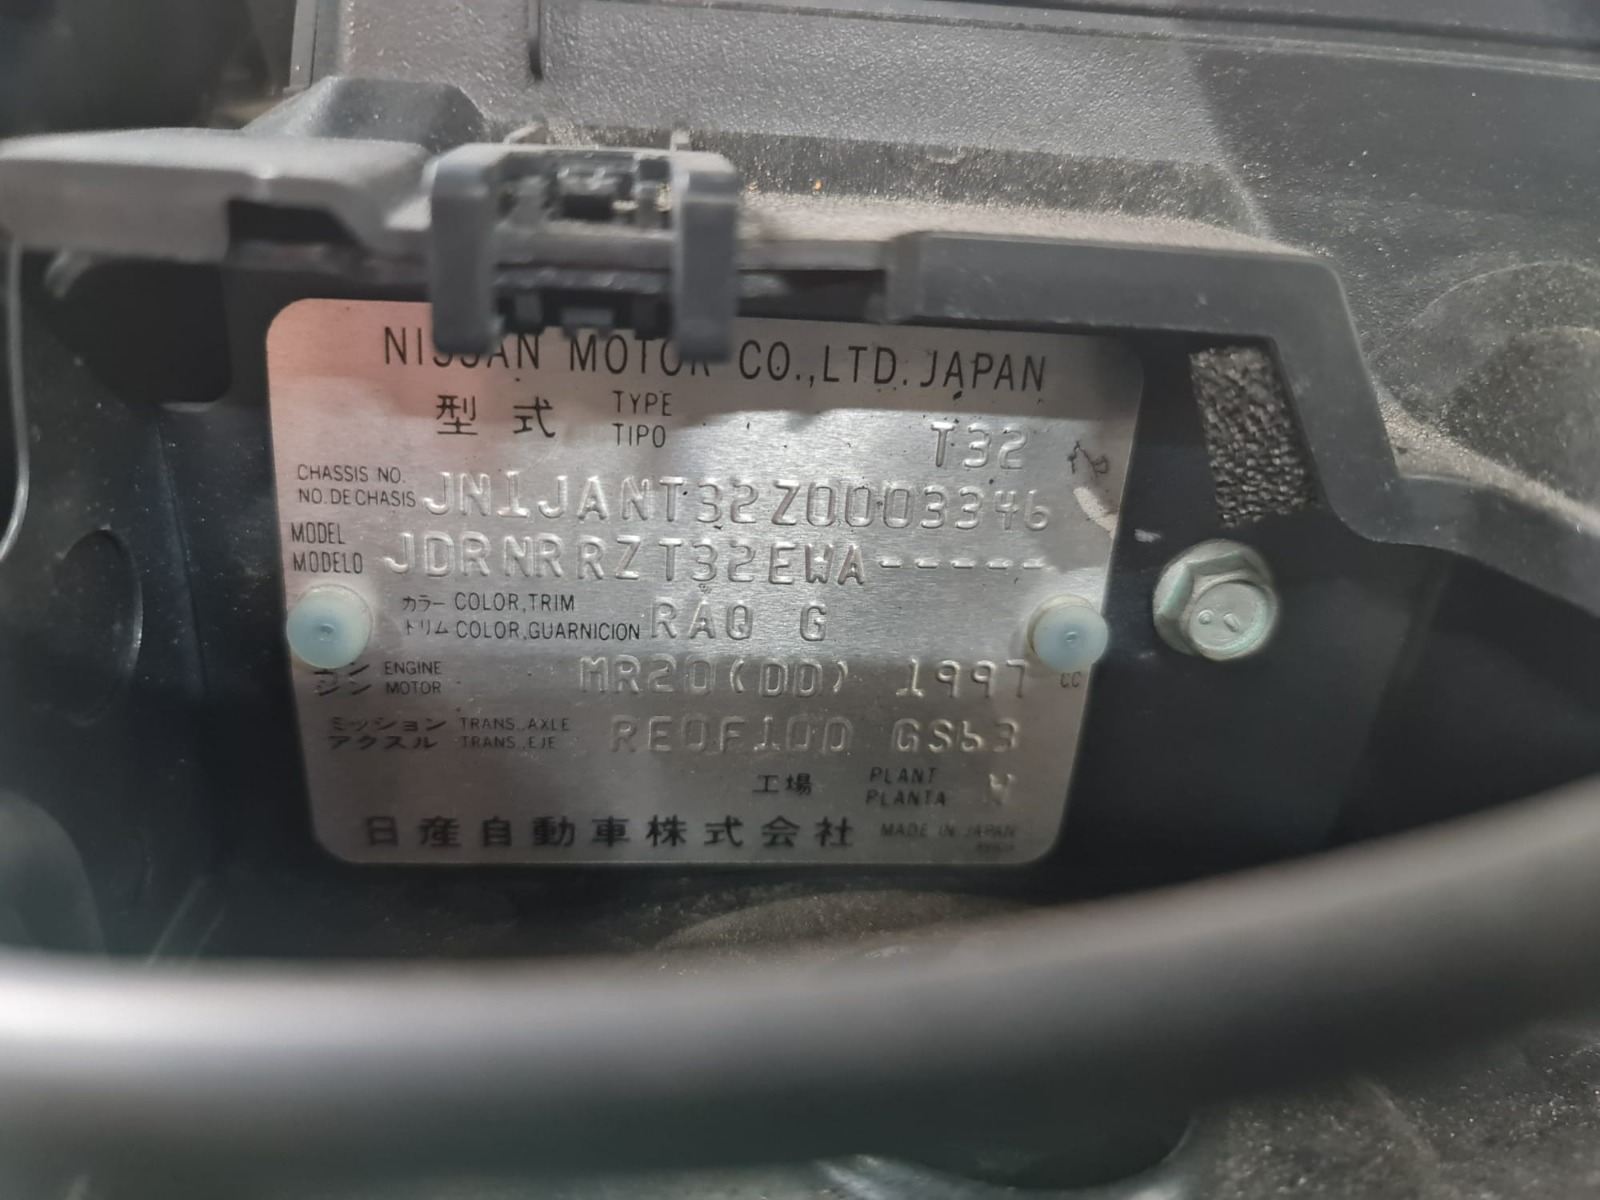 NISSAN MOTOR CO.,LTD. JAPAN
型式 TYPE TIPO T32
CHASSIS NO.
NO. DE CHASIS JN1JANT32Z0003346
MODEL
MODELO JDRNRRZT32EWA-----
カラー COLOR,TRIM
トリム COLOR,GUARNICION RAQ G
ENGINE
ジン MOTOR MR20(DD) 1997 CC
ミッション TRANS.,AXLE
アクスル TRANS.,EJE RE0F10D GS63
工場 PLANT PLANTA W
日産自動車株式会社 MADE IN JAPAN